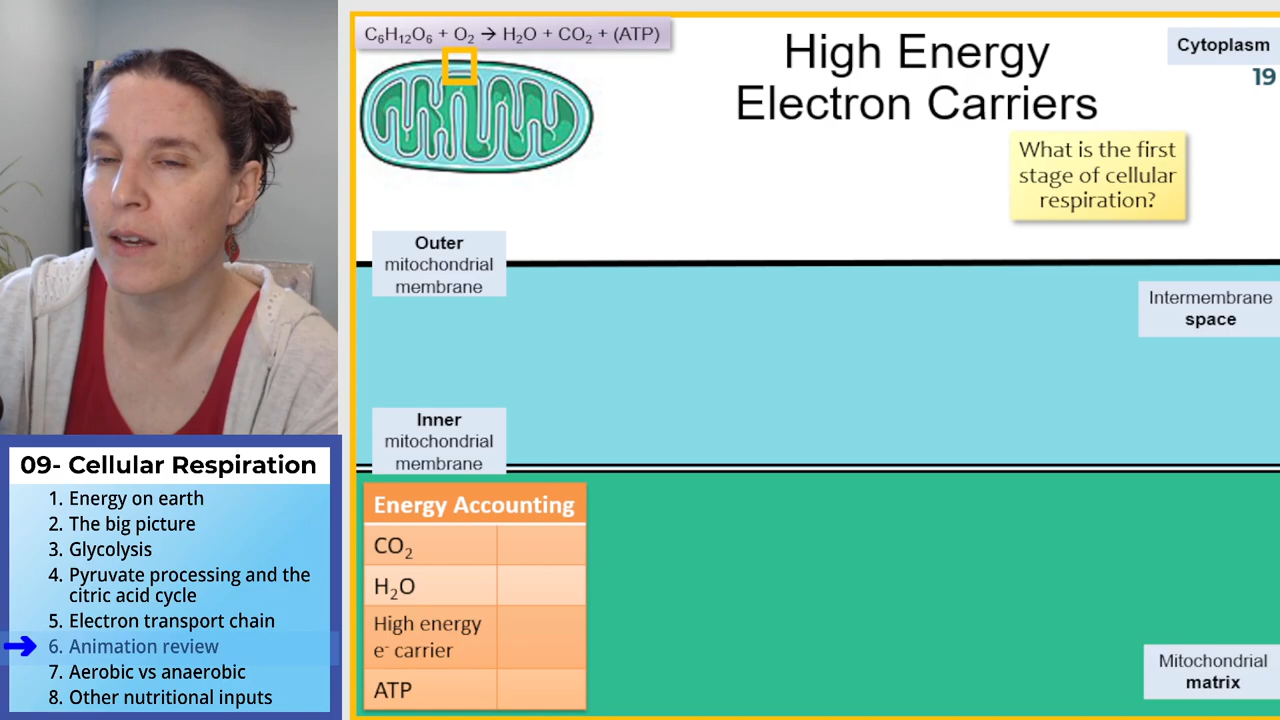 C₆H₁₂O₆ + O₂ → H₂O + CO₂ + (ATP)
High Energy
Electron Carriers
Cytoplasm
19
What is the first
stage of cellular
respiration?
Outer
mitochondrial
membrane
Intermembrane
space
Inner
mitochondrial
membrane
Energy Accounting
CO₂
H₂O
High energy
e⁻ carrier
ATP
Mitochondrial
matrix
09- Cellular Respiration
1. Energy on earth
2. The big picture
3. Glycolysis
4. Pyruvate processing and the
citric acid cycle
5. Electron transport chain
6. Animation review
7. Aerobic vs anaerobic
8. Other nutritional inputs